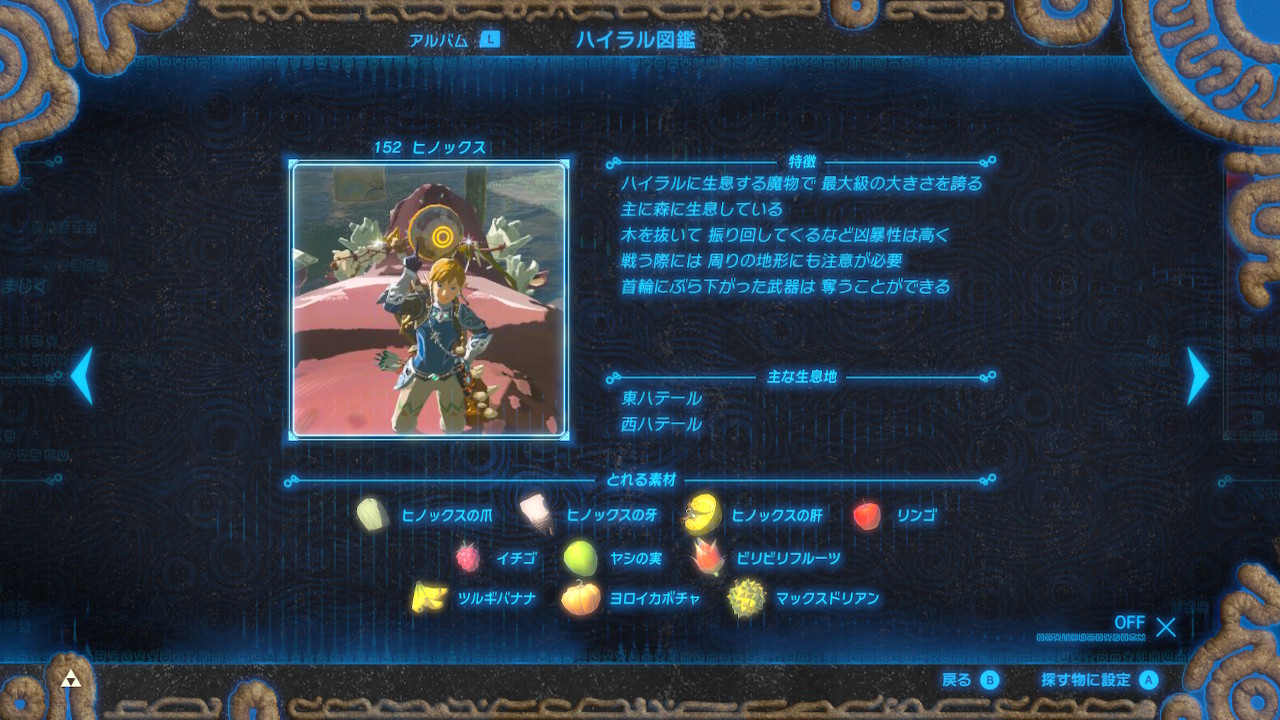 アルバム L
ハイラル図鑑
152 ヒノックス
特徴
ハイラルに生息する魔物で 最大級の大きさを誇る
主に森に生息している
木を抜いて 振り回してくるなど凶暴性は高く
戦う際には 周りの地形にも注意が必要
首輪にぶら下がった武器は 奪うことができる
主な生息地
東ハテール
西ハテール
とれる素材
ヒノックスの爪 ヒノックスの牙 ヒノックスの肝 リンゴ
イチゴ ヤシの実 ビリビリフルーツ
ツルギバナナ ヨロイカボチャ マックスドリアン
OFF
戻る B 探す物に設定 A